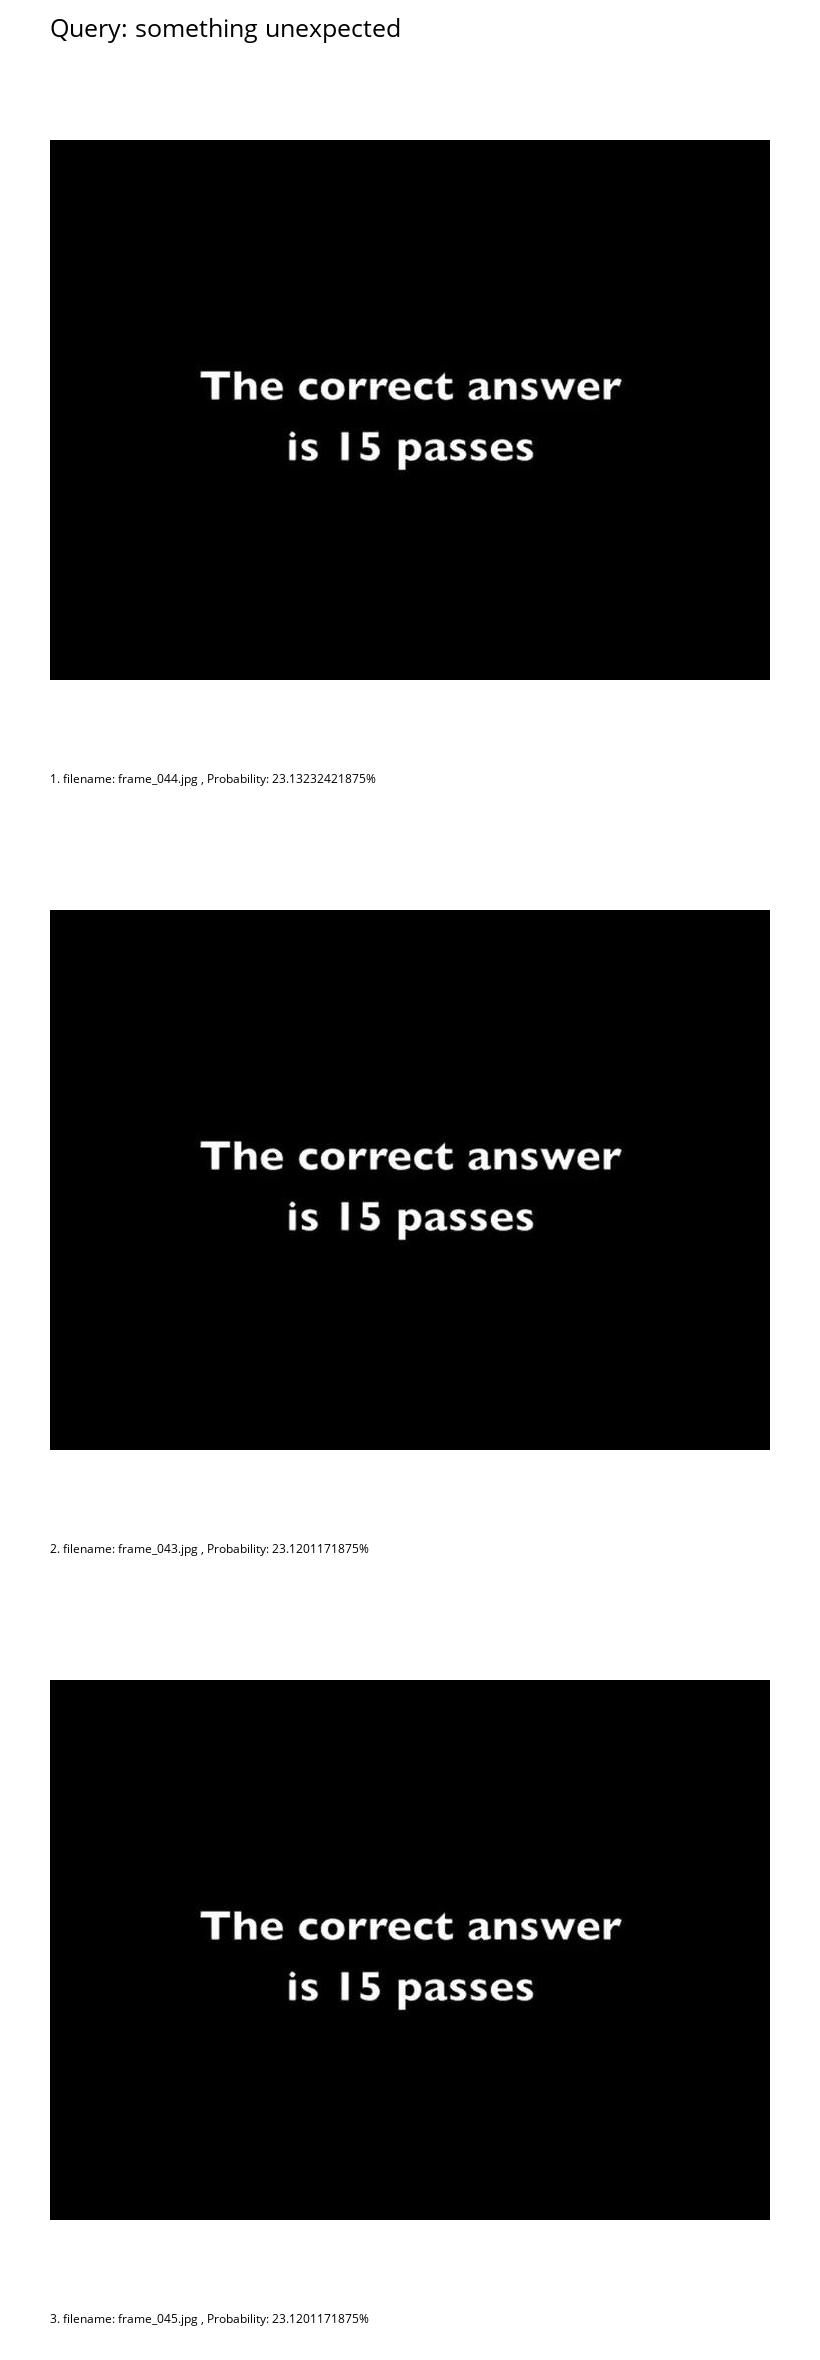 Query: something unexpected
The correct answer
is 15 passes
1. filename: frame_044.jpg , Probability: 23.13232421875%
The correct answer
is 15 passes
2. filename: frame_043.jpg , Probability: 23.1201171875%
The correct answer
is 15 passes
3. filename: frame_045.jpg , Probability: 23.1201171875%